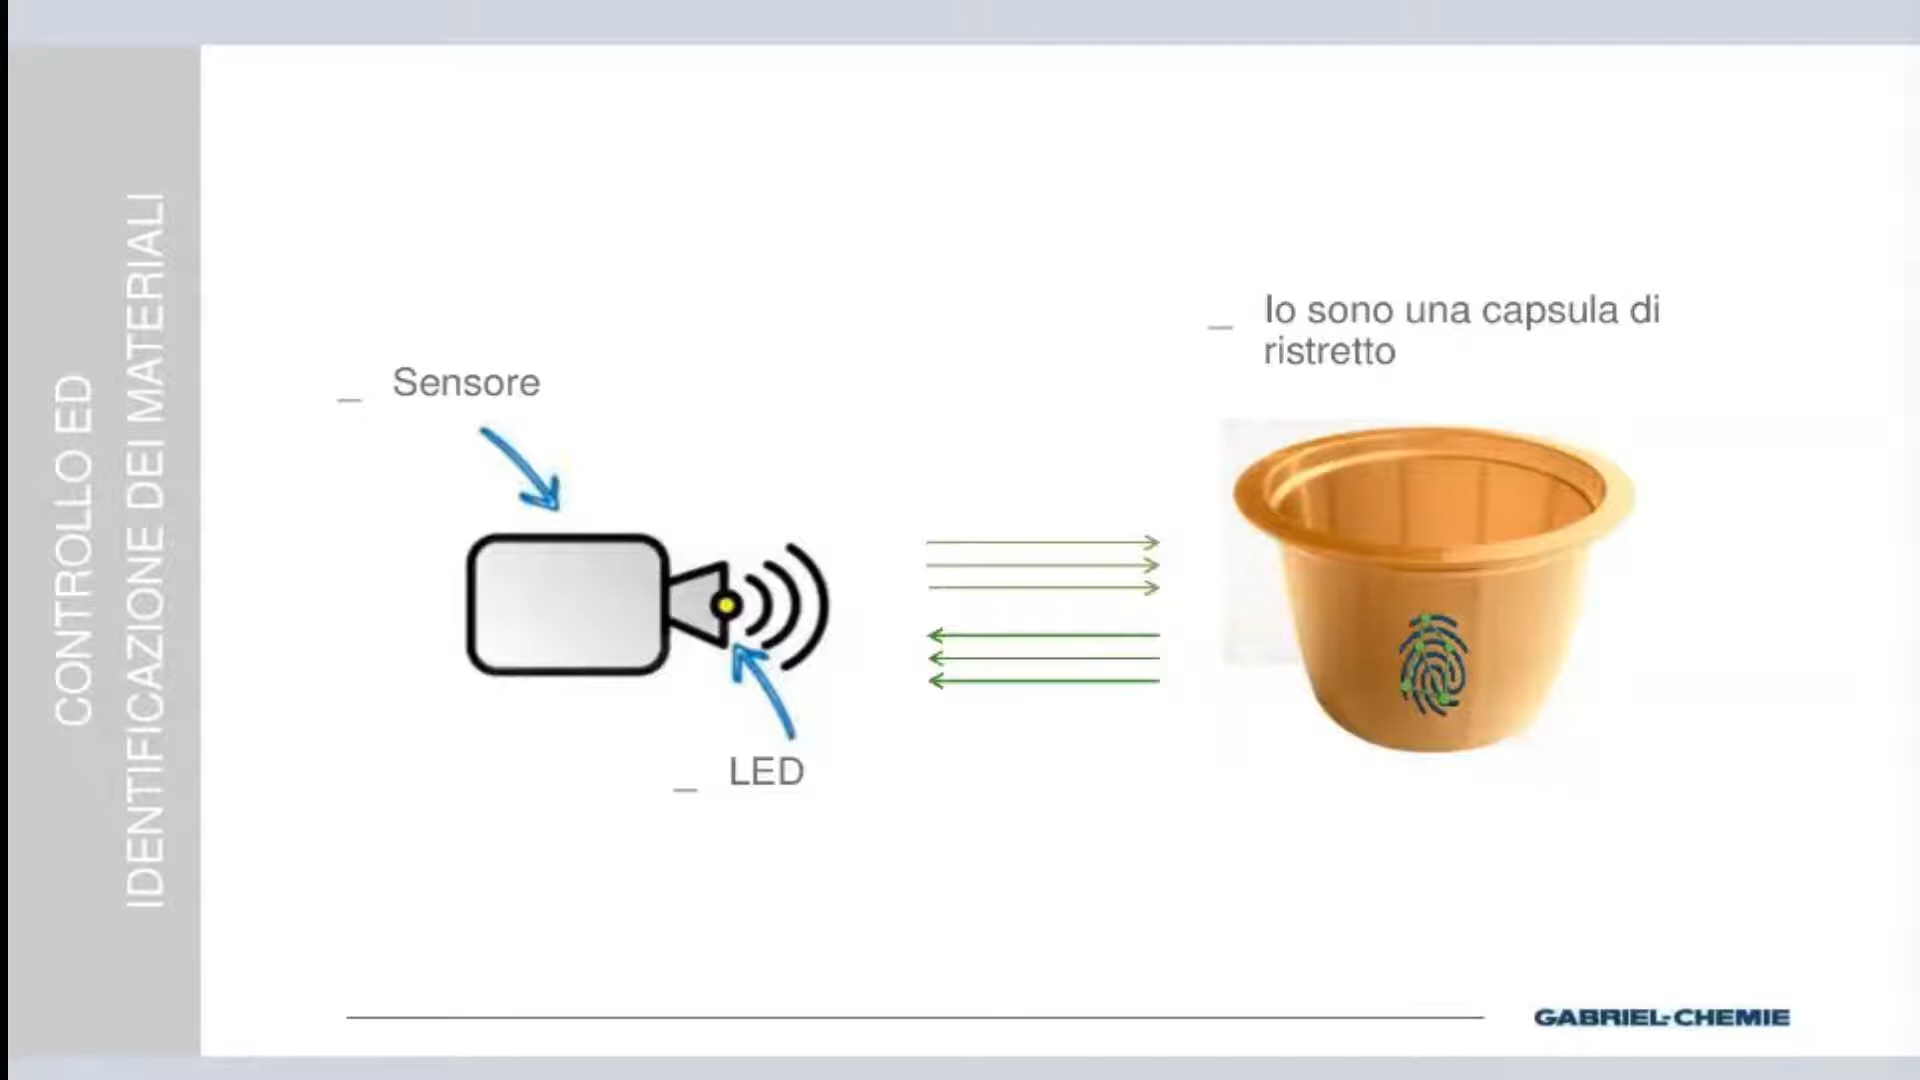 CONTROLLO ED
IDENTIFICAZIONE DEI MATERIALI
_ Io sono una capsula di
ristretto
_ Sensore
_ LED
GABRIEL-CHEMIE